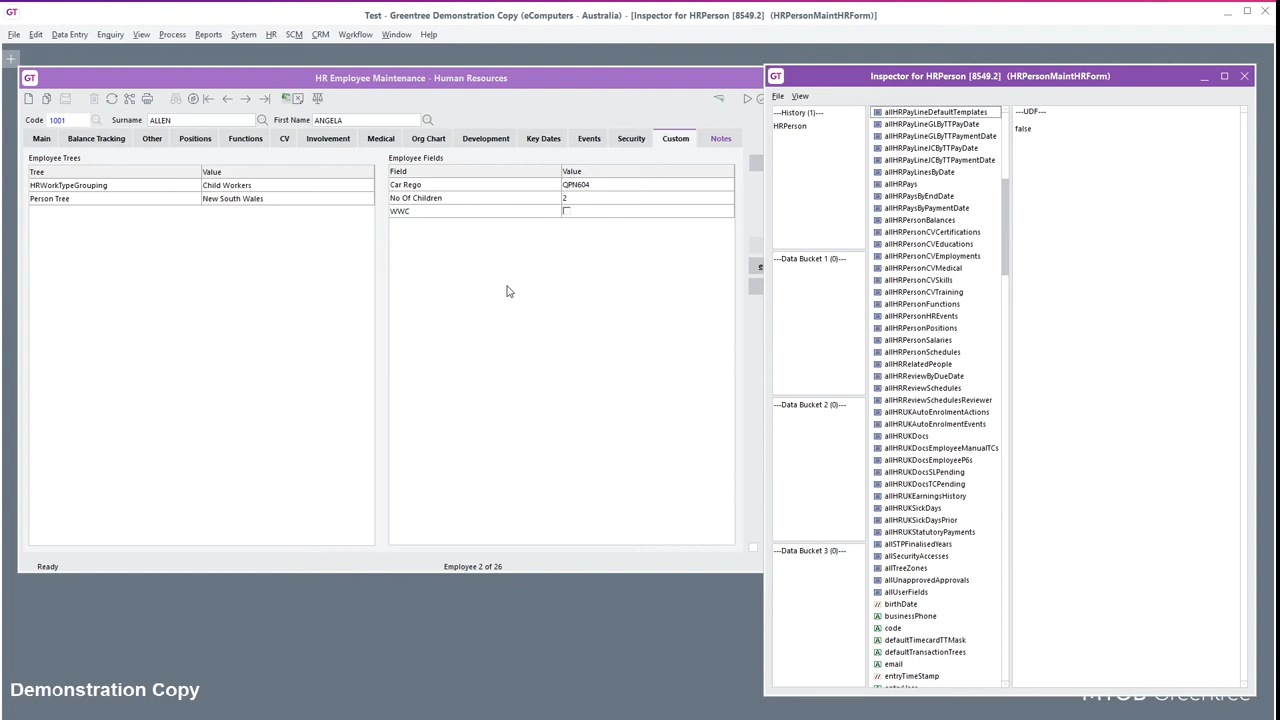 GT
Test - Greentree Demonstration Copy (eComputers - Australia) - [Inspector for HRPerson [8549.2] (HRPersonMaintHRForm)]
File Edit Data Entry Enquiry View Process Reports System HR SCM CRM Workflow Window Help
GT HR Employee Maintenance - Human Resources
Code 1001 Surname ALLEN First Name ANGELA
Main Balance Tracking Other Positions Functions CV Involvement Medical Org Chart Development Key Dates Events Security Custom Notes
Employee Trees
Tree Value
HRWorkTypeGrouping Child Workers
Person Tree New South Wales
Employee Fields
Field Value
Car Rego QPN604
No Of Children 2
WWC
Ready Employee 2 of 26
Demonstration Copy
GT Inspector for HRPerson [8549.2] (HRPersonMaintHRForm)
File View
---History (1)---
HRPerson
---Data Bucket 1 (0)---
---Data Bucket 2 (0)---
---Data Bucket 3 (0)---
allHRPayLineDefaultTemplates
allHRPayLineGLByTTPayDate
allHRPayLineGLByTTPaymentDate
allHRPayLineJCByTTPayDate
allHRPayLineJCByTTPaymentDate
allHRPayLinesByDate
allHRPays
allHRPaysByEndDate
allHRPaysByPaymentDate
allHRPersonBalances
allHRPersonCVCertifications
allHRPersonCVEducations
allHRPersonCVEmployments
allHRPersonCVMedical
allHRPersonCVSkills
allHRPersonCVTraining
allHRPersonFunctions
allHRPersonHREvents
allHRPersonPositions
allHRPersonSalaries
allHRPersonSchedules
allHRRelatedPeople
allHRReviewByDueDate
allHRReviewSchedules
allHRReviewSchedulesReviewer
allHRUKAutoEnrolmentActions
allHRUKAutoEnrolmentEvents
allHRUKDocs
allHRUKDocsEmployeeManualTCs
allHRUKDocsEmployeeP6s
allHRUKDocsSLPending
allHRUKDocsTCPending
allHRUKEarningsHistory
allHRUKSickDays
allHRUKSickDaysPrior
allHRUKStatutoryPayments
allSTPFinalisedYears
allSecurityAccesses
allTreeZones
allUnapprovedApprovals
allUserFields
birthDate
businessPhone
code
defaultTimecardTTMask
defaultTransactionTrees
email
entryTimeStamp
---UDF---
false